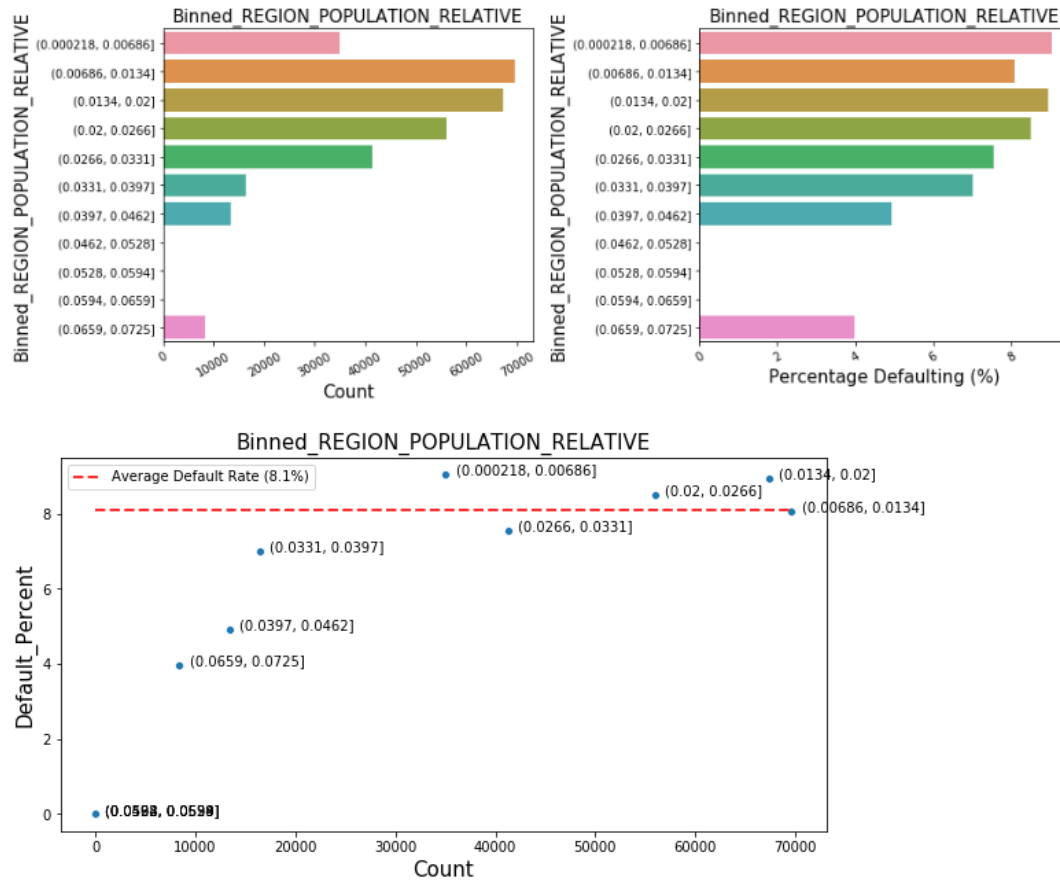 Binned_REGION_POPULATION_RELATIVE
Binned_REGION_POPULATION_RELATIVE
(0.000218, 0.00686]
(0.00686, 0.0134]
(0.0134, 0.02]
(0.02, 0.0266]
(0.0266, 0.0331]
(0.0331, 0.0397]
(0.0397, 0.0462]
(0.0462, 0.0528]
(0.0528, 0.0594]
(0.0594, 0.0659]
(0.0659, 0.0725]
0 10000 20000 30000 40000 50000 60000 70000
Count
Binned_REGION_POPULATION_RELATIVE
Binned_REGION_POPULATION_RELATIVE
(0.000218, 0.00686]
(0.00686, 0.0134]
(0.0134, 0.02]
(0.02, 0.0266]
(0.0266, 0.0331]
(0.0331, 0.0397]
(0.0397, 0.0462]
(0.0462, 0.0528]
(0.0528, 0.0594]
(0.0594, 0.0659]
(0.0659, 0.0725]
0 2 4 6 8
Percentage Defaulting (%)
Binned_REGION_POPULATION_RELATIVE
Average Default Rate (8.1%)
(0.000218, 0.00686]
(0.0134, 0.02]
(0.02, 0.0266]
(0.00686, 0.0134]
(0.0266, 0.0331]
(0.0331, 0.0397]
(0.0397, 0.0462]
(0.0659, 0.0725]
8
6
4
2
0
Default_Percent
0 10000 20000 30000 40000 50000 60000 70000
Count